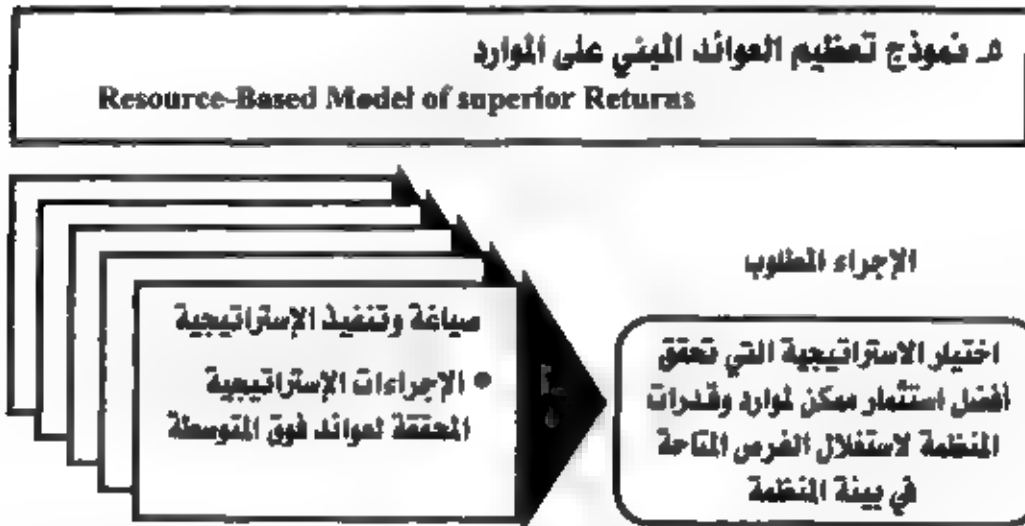 ٥ـ نموذج تعظيم العوائد المبني على الموارد
Resource-Based Model of superior Returns
الإجراء المطلوب
صياغة وتنفيذ الإستراتيجية
• الإجراءات الإستراتيجية
المحققة لعوائد فوق المتوسطة
اختيار الاستراتيجية التي تحقق
أفضل استثمار ممكن لموارد وقدرات
المنظمة لاستغلال الفرص المتاحة
في بيئة المنظمة